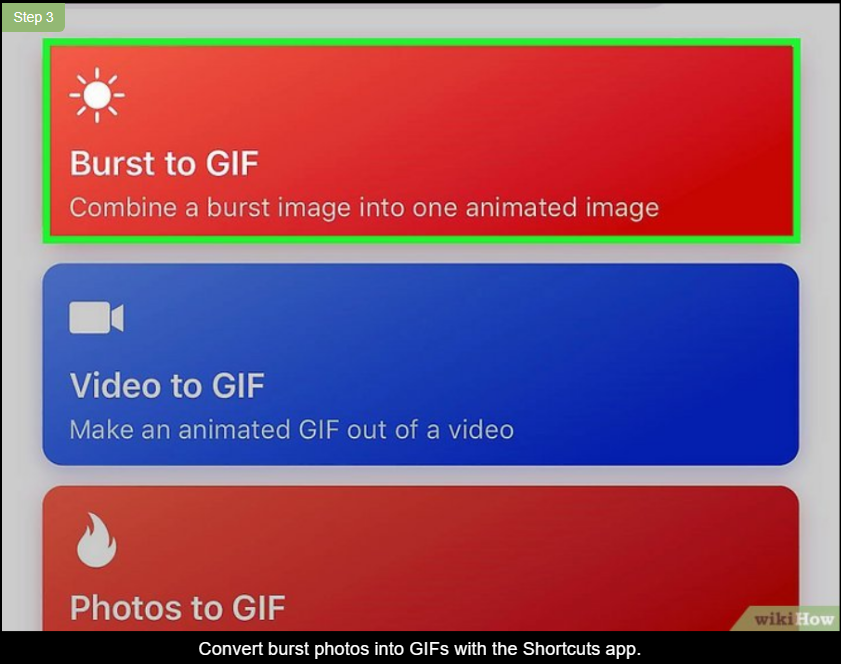 Step 3
Burst to GIF
Combine a burst image into one animated image
Video to GIF
Make an animated GIF out of a video
Photos to GIF
wikiHow
Convert burst photos into GIFs with the Shortcuts app.